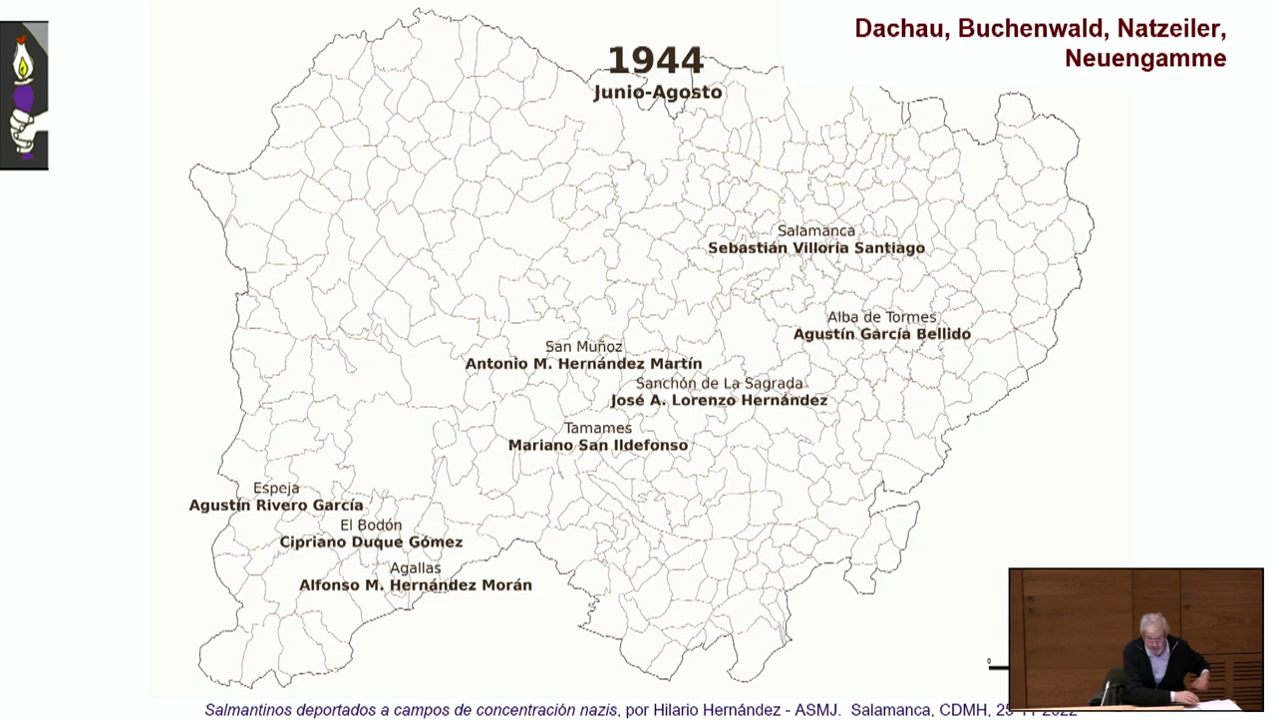 Dachau, Buchenwald, Natzeiler,
Neuengamme
1944
Junio-Agosto
Salamanca
Sebastián Villoria Santiago
Alba de Tormes
Agustín García Bellido
San Muñoz
Antonio M. Hernández Martín
Sanchón de La Sagrada
José A. Lorenzo Hernández
Tamames
Mariano San Ildefonso
Espeja
Agustín Rivero García
El Bodón
Cipriano Duque Gómez
Agallas
Alfonso M. Hernández Morán
0
Salmantinos deportados a campos de concentración nazis, por Hilario Hernández - ASMJ. Salamanca, CDMH,